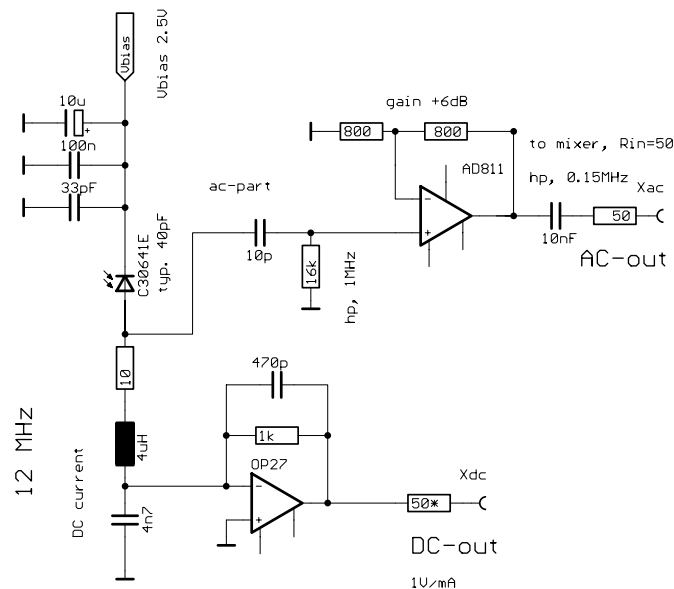 Vbias
Vbias 2.5V
10u
+
100n
33pF
C30641E
typ. 40pF
ac-part
10p
16k
hp, 1MHz
gain +6dB
800
800
AD811
-
+
to mixer, Rin=50
hp, 0.15MHz
Xac
10nF
50
AC-out
10
4uH
12 MHz
DC current
4n7
470p
1k
OP27
-
+
Xdc
50*
DC-out
1V/mA